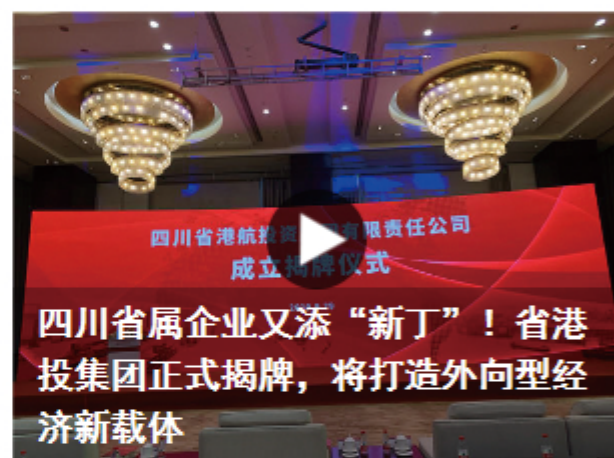 四川省港航投资有限责任公司
成立揭牌仪式
四川省属企业又添“新丁”！省港
投集团正式揭牌，将打造外向型经
济新载体